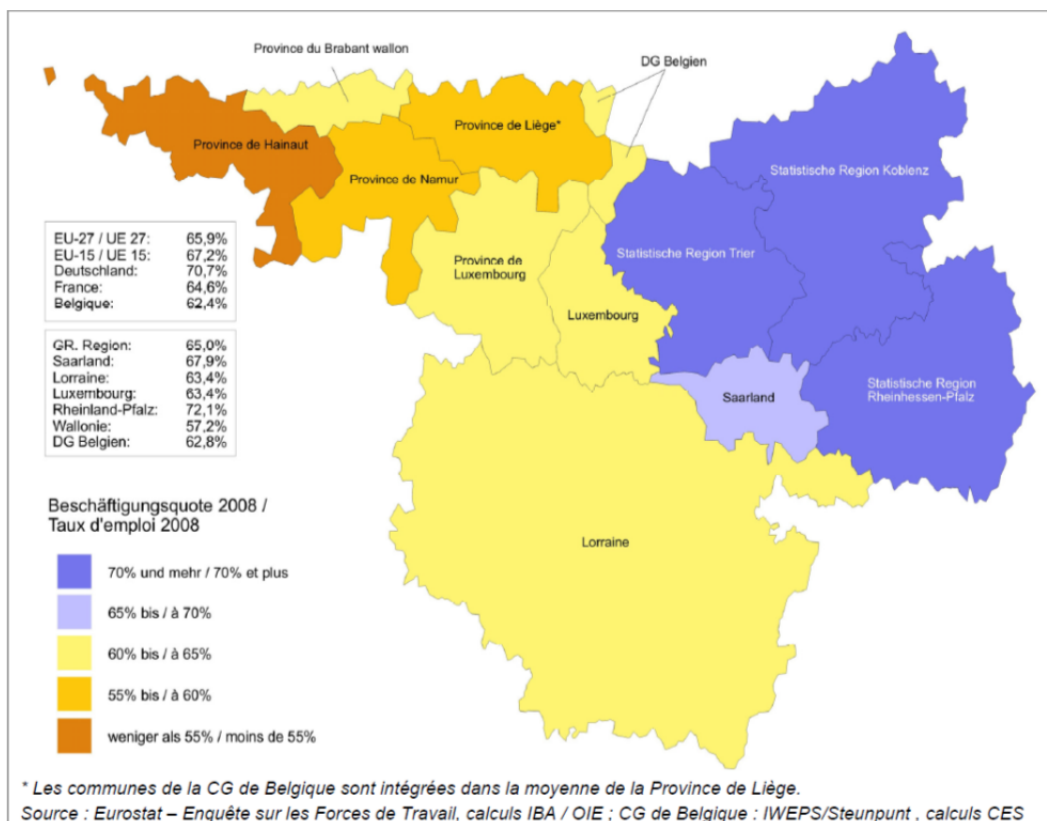 Province du Brabant wallon
DG Belgien
Province de Liège*
Province de Hainaut
Province de Namur
Statistische Region Koblenz
Statistische Region Trier
Province de
Luxembourg
Luxembourg
Statistische Region
Rheinhessen-Pfalz
Saarland
Lorraine
EU-27 / UE 27: 65,9%
EU-15 / UE 15: 67,2%
Deutschland: 70,7%
France: 64,6%
Belgique: 62,4%
GR. Region: 65,0%
Saarland: 67,9%
Lorraine: 63,4%
Luxembourg: 63,4%
Rheinland-Pfalz: 72,1%
Wallonie: 57,2%
DG Belgien: 62,8%
Beschäftigungsquote 2008 /
Taux d'emploi 2008
70% und mehr / 70% et plus
65% bis / à 70%
60% bis / à 65%
55% bis / à 60%
weniger als 55% / moins de 55%
* Les communes de la CG de Belgique sont intégrées dans la moyenne de la Province de Liège.
Source : Eurostat – Enquête sur les Forces de Travail, calculs IBA / OIE ; CG de Belgique : IWEPS/Steunpunt , calculs CES